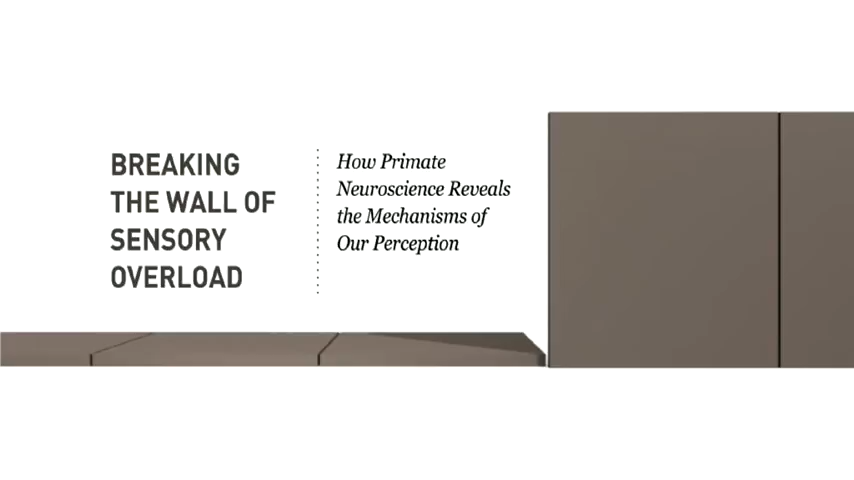 BREAKING
THE WALL OF
SENSORY
OVERLOAD
How Primate
Neuroscience Reveals
the Mechanisms of
Our Perception